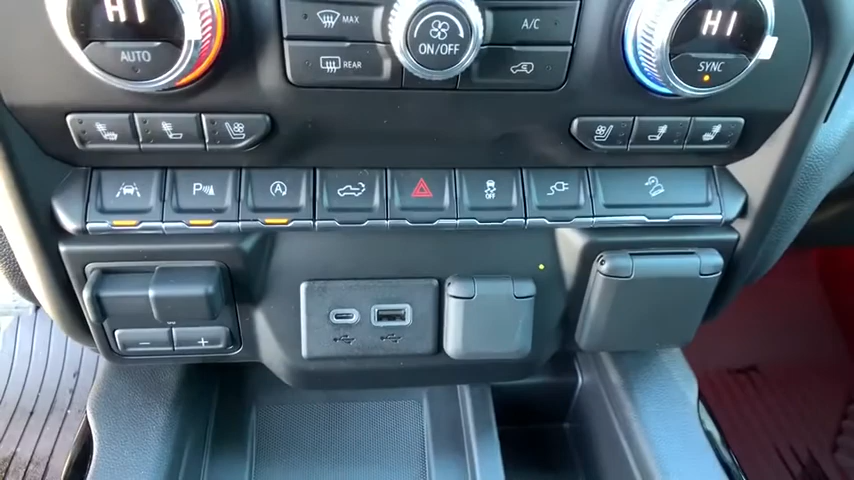 HI
MAX
A/C
HI
AUTO
ON/OFF
SYNC
REAR
A
P
A
OFF
- +